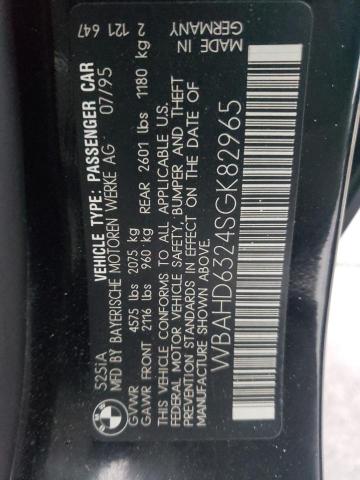 BMW
525IA
VEHICLE TYPE: PASSENGER CAR
MFD BY BAYERISCHE MOTOREN WERKE AG 07/95
GVWR 4575 lbs 2075 kg
GAWR FRONT 2116 lbs 960 kg REAR 2601 lbs 1180 kg
THIS VEHICLE CONFORMS TO ALL APPLICABLE U.S.
FEDERAL MOTOR VEHICLE SAFETY, BUMPER AND THEFT
PREVENTION STANDARDS IN EFFECT ON THE DATE OF
MANUFACTURE SHOWN ABOVE.
WBAHD6324SGK82965
2 121 647
GERMANY